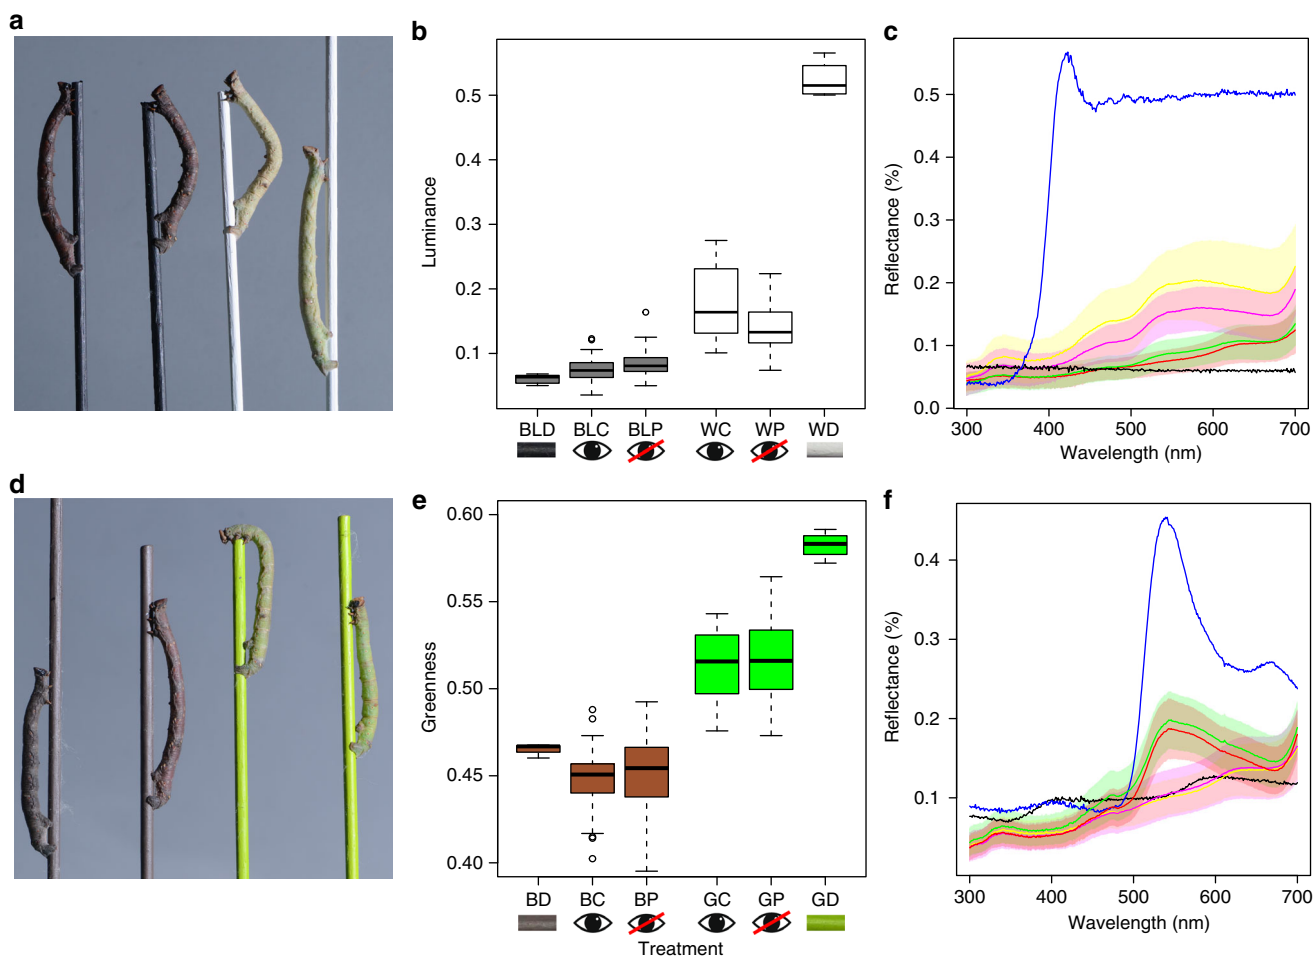 a
b
Luminance
0.5
0.4
0.3
0.2
0.1
BLD BLC BLP WC WP WD
c
Reflectance (%)
0.5
0.4
0.3
0.2
0.1
0.0
300 400 500 600 700
Wavelength (nm)
d
e
Greenness
0.60
0.55
0.50
0.45
0.40
BD BC BP GC GP GD
Treatment
f
Reflectance (%)
0.4
0.3
0.2
0.1
300 400 500 600 700
Wavelength (nm)